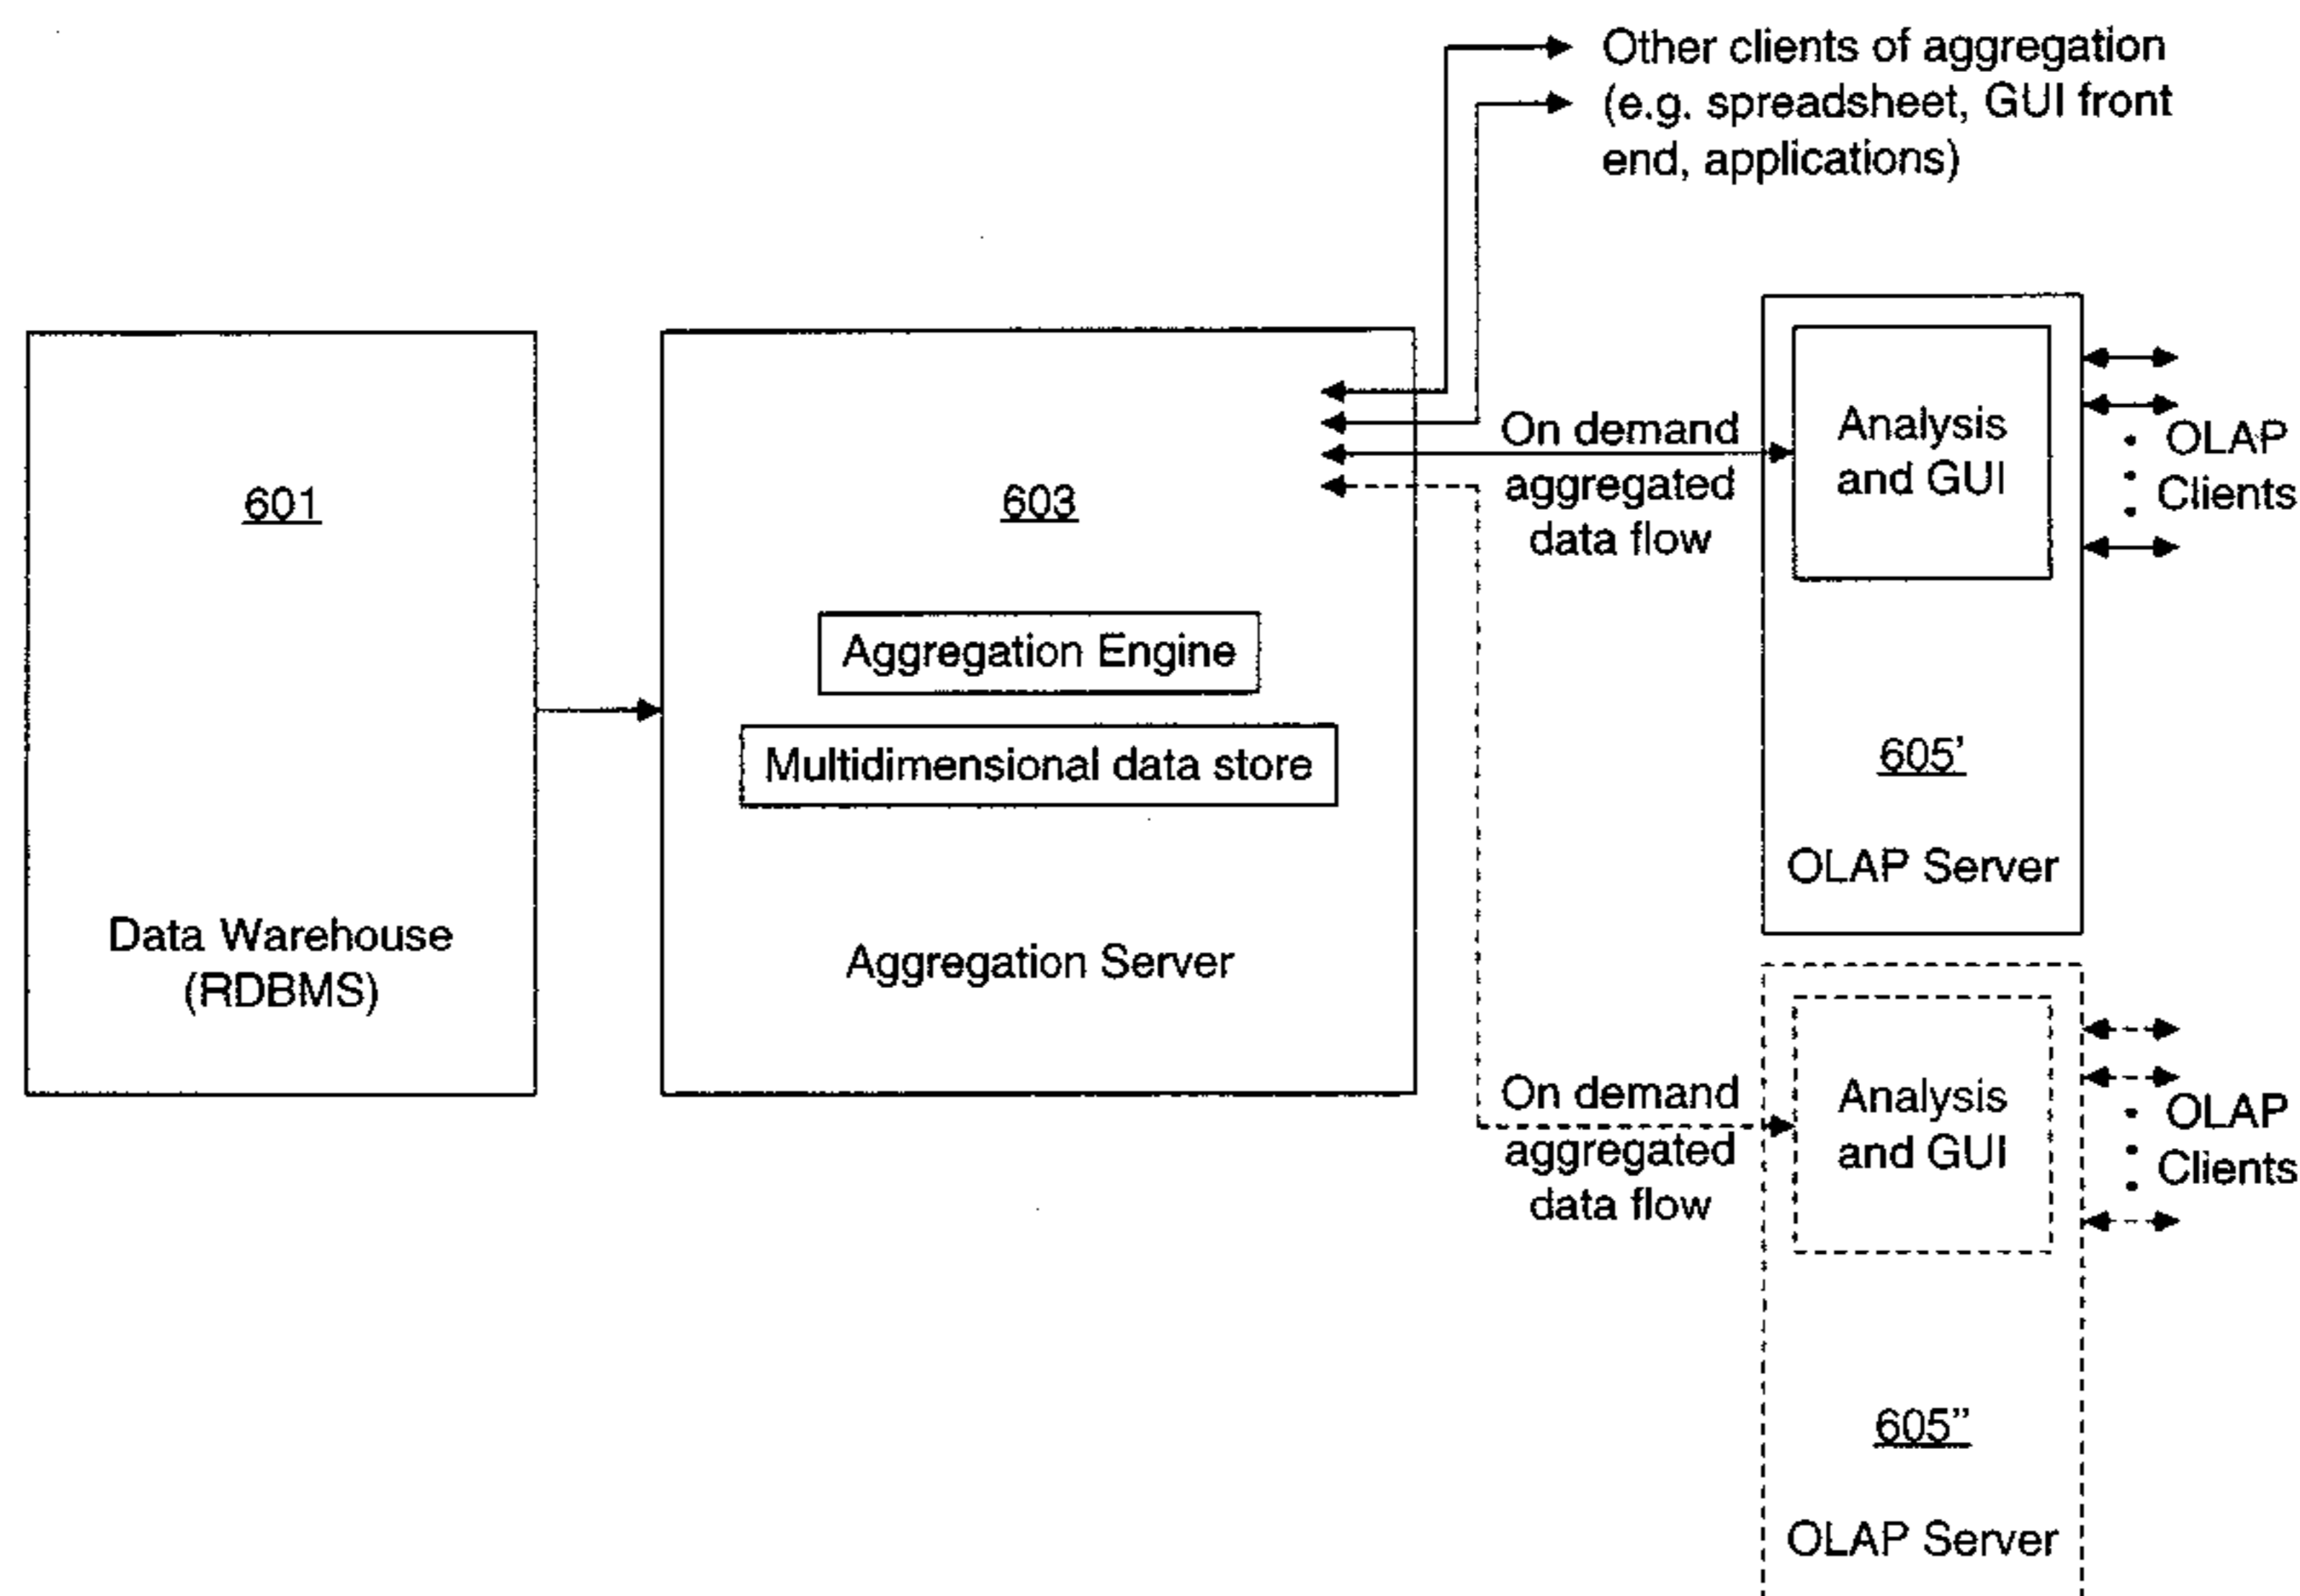 Other clients of aggregation
(e.g. spreadsheet, GUI front
end, applications)
601
Data Warehouse
(RDBMS)
603
Aggregation Engine
Multidimensional data store
Aggregation Server
On demand
aggregated
data flow
Analysis
and GUI
605'
OLAP Server
OLAP
Clients
On demand
aggregated
data flow
Analysis
and GUI
605"
OLAP Server
OLAP
Clients